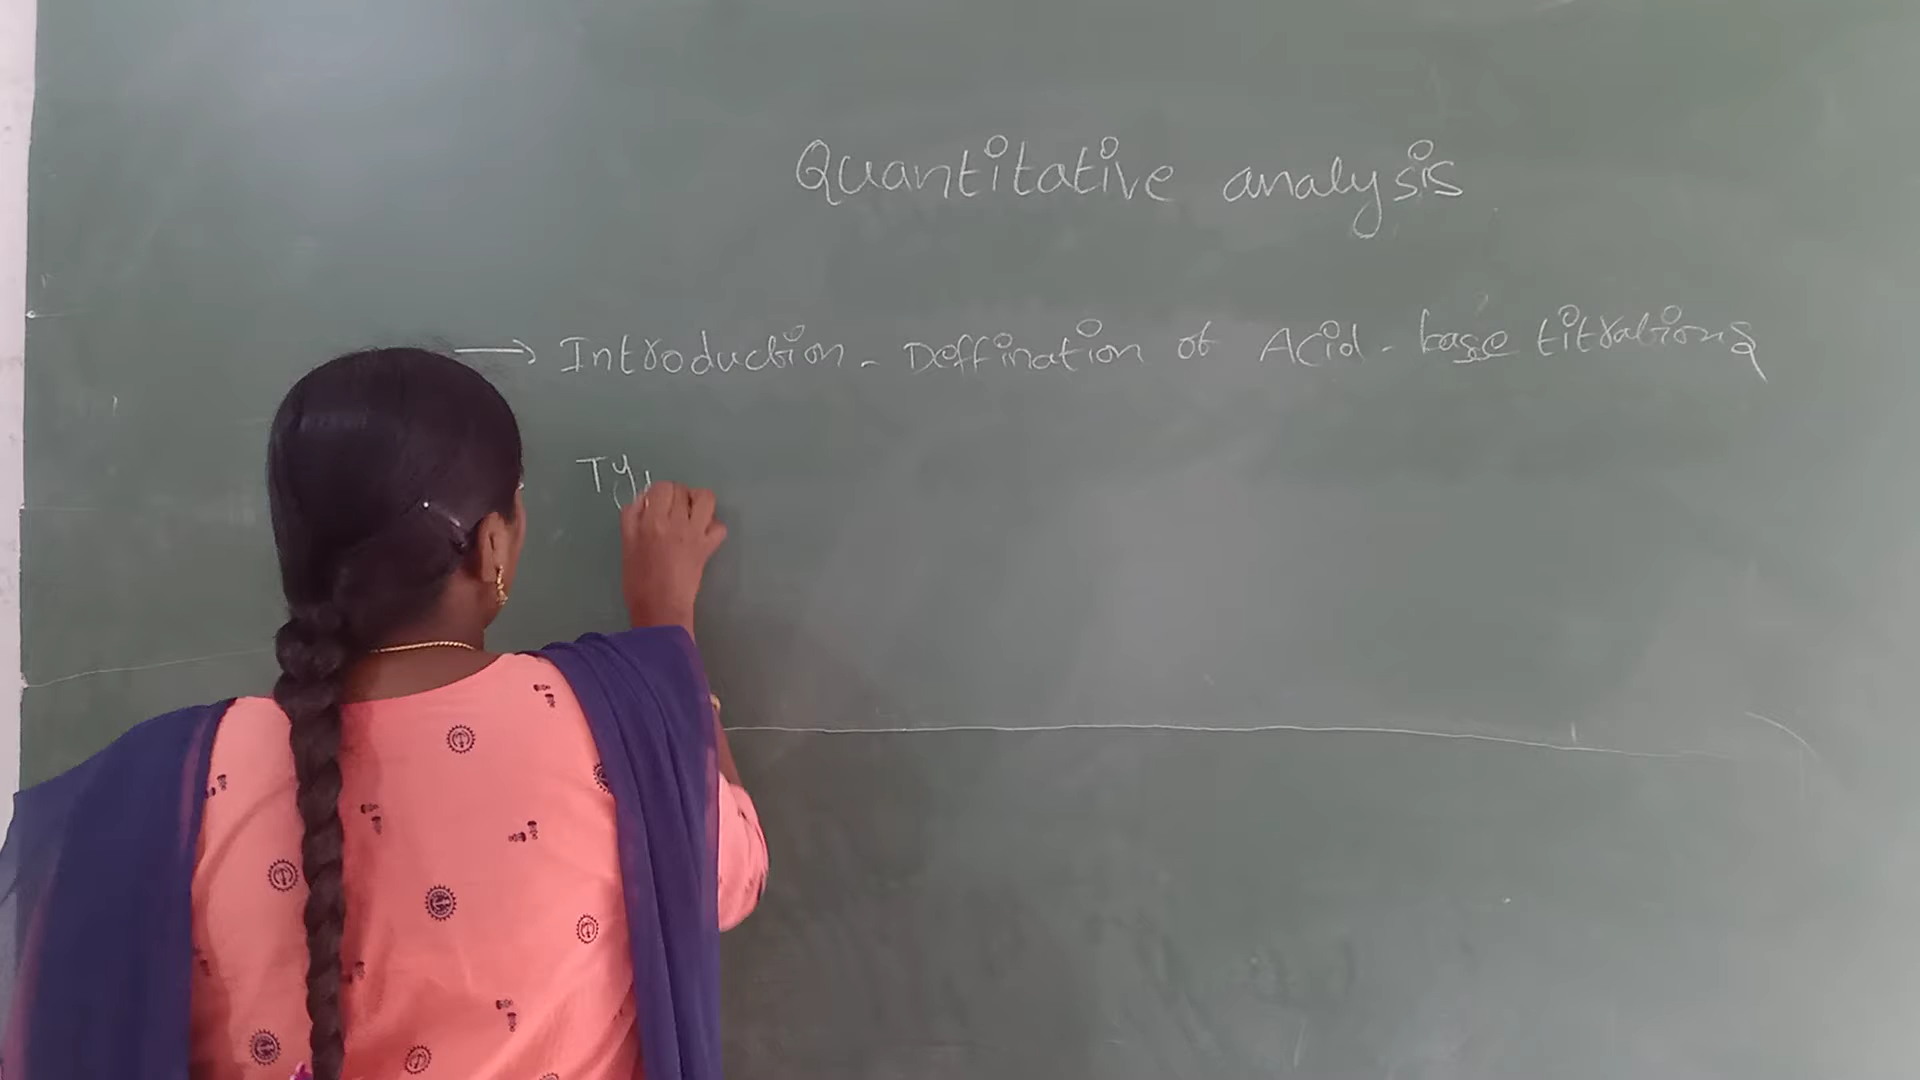 Quantitative analysis
→ Introduction - Deffination of Acid - base titrations
Ty